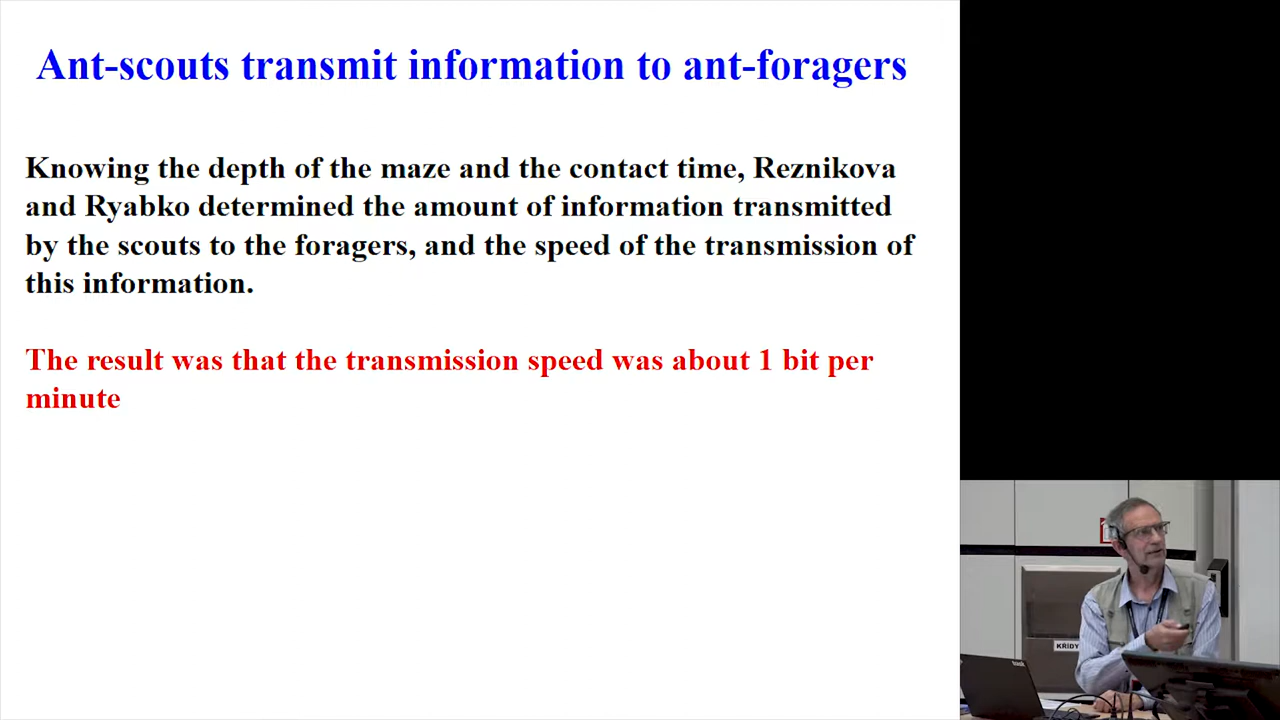 Ant-scouts transmit information to ant-foragers
Knowing the depth of the maze and the contact time, Reznikova
and Ryabko determined the amount of information transmitted
by the scouts to the foragers, and the speed of the transmission of
this information.
The result was that the transmission speed was about 1 bit per
minute
KŘÍDY